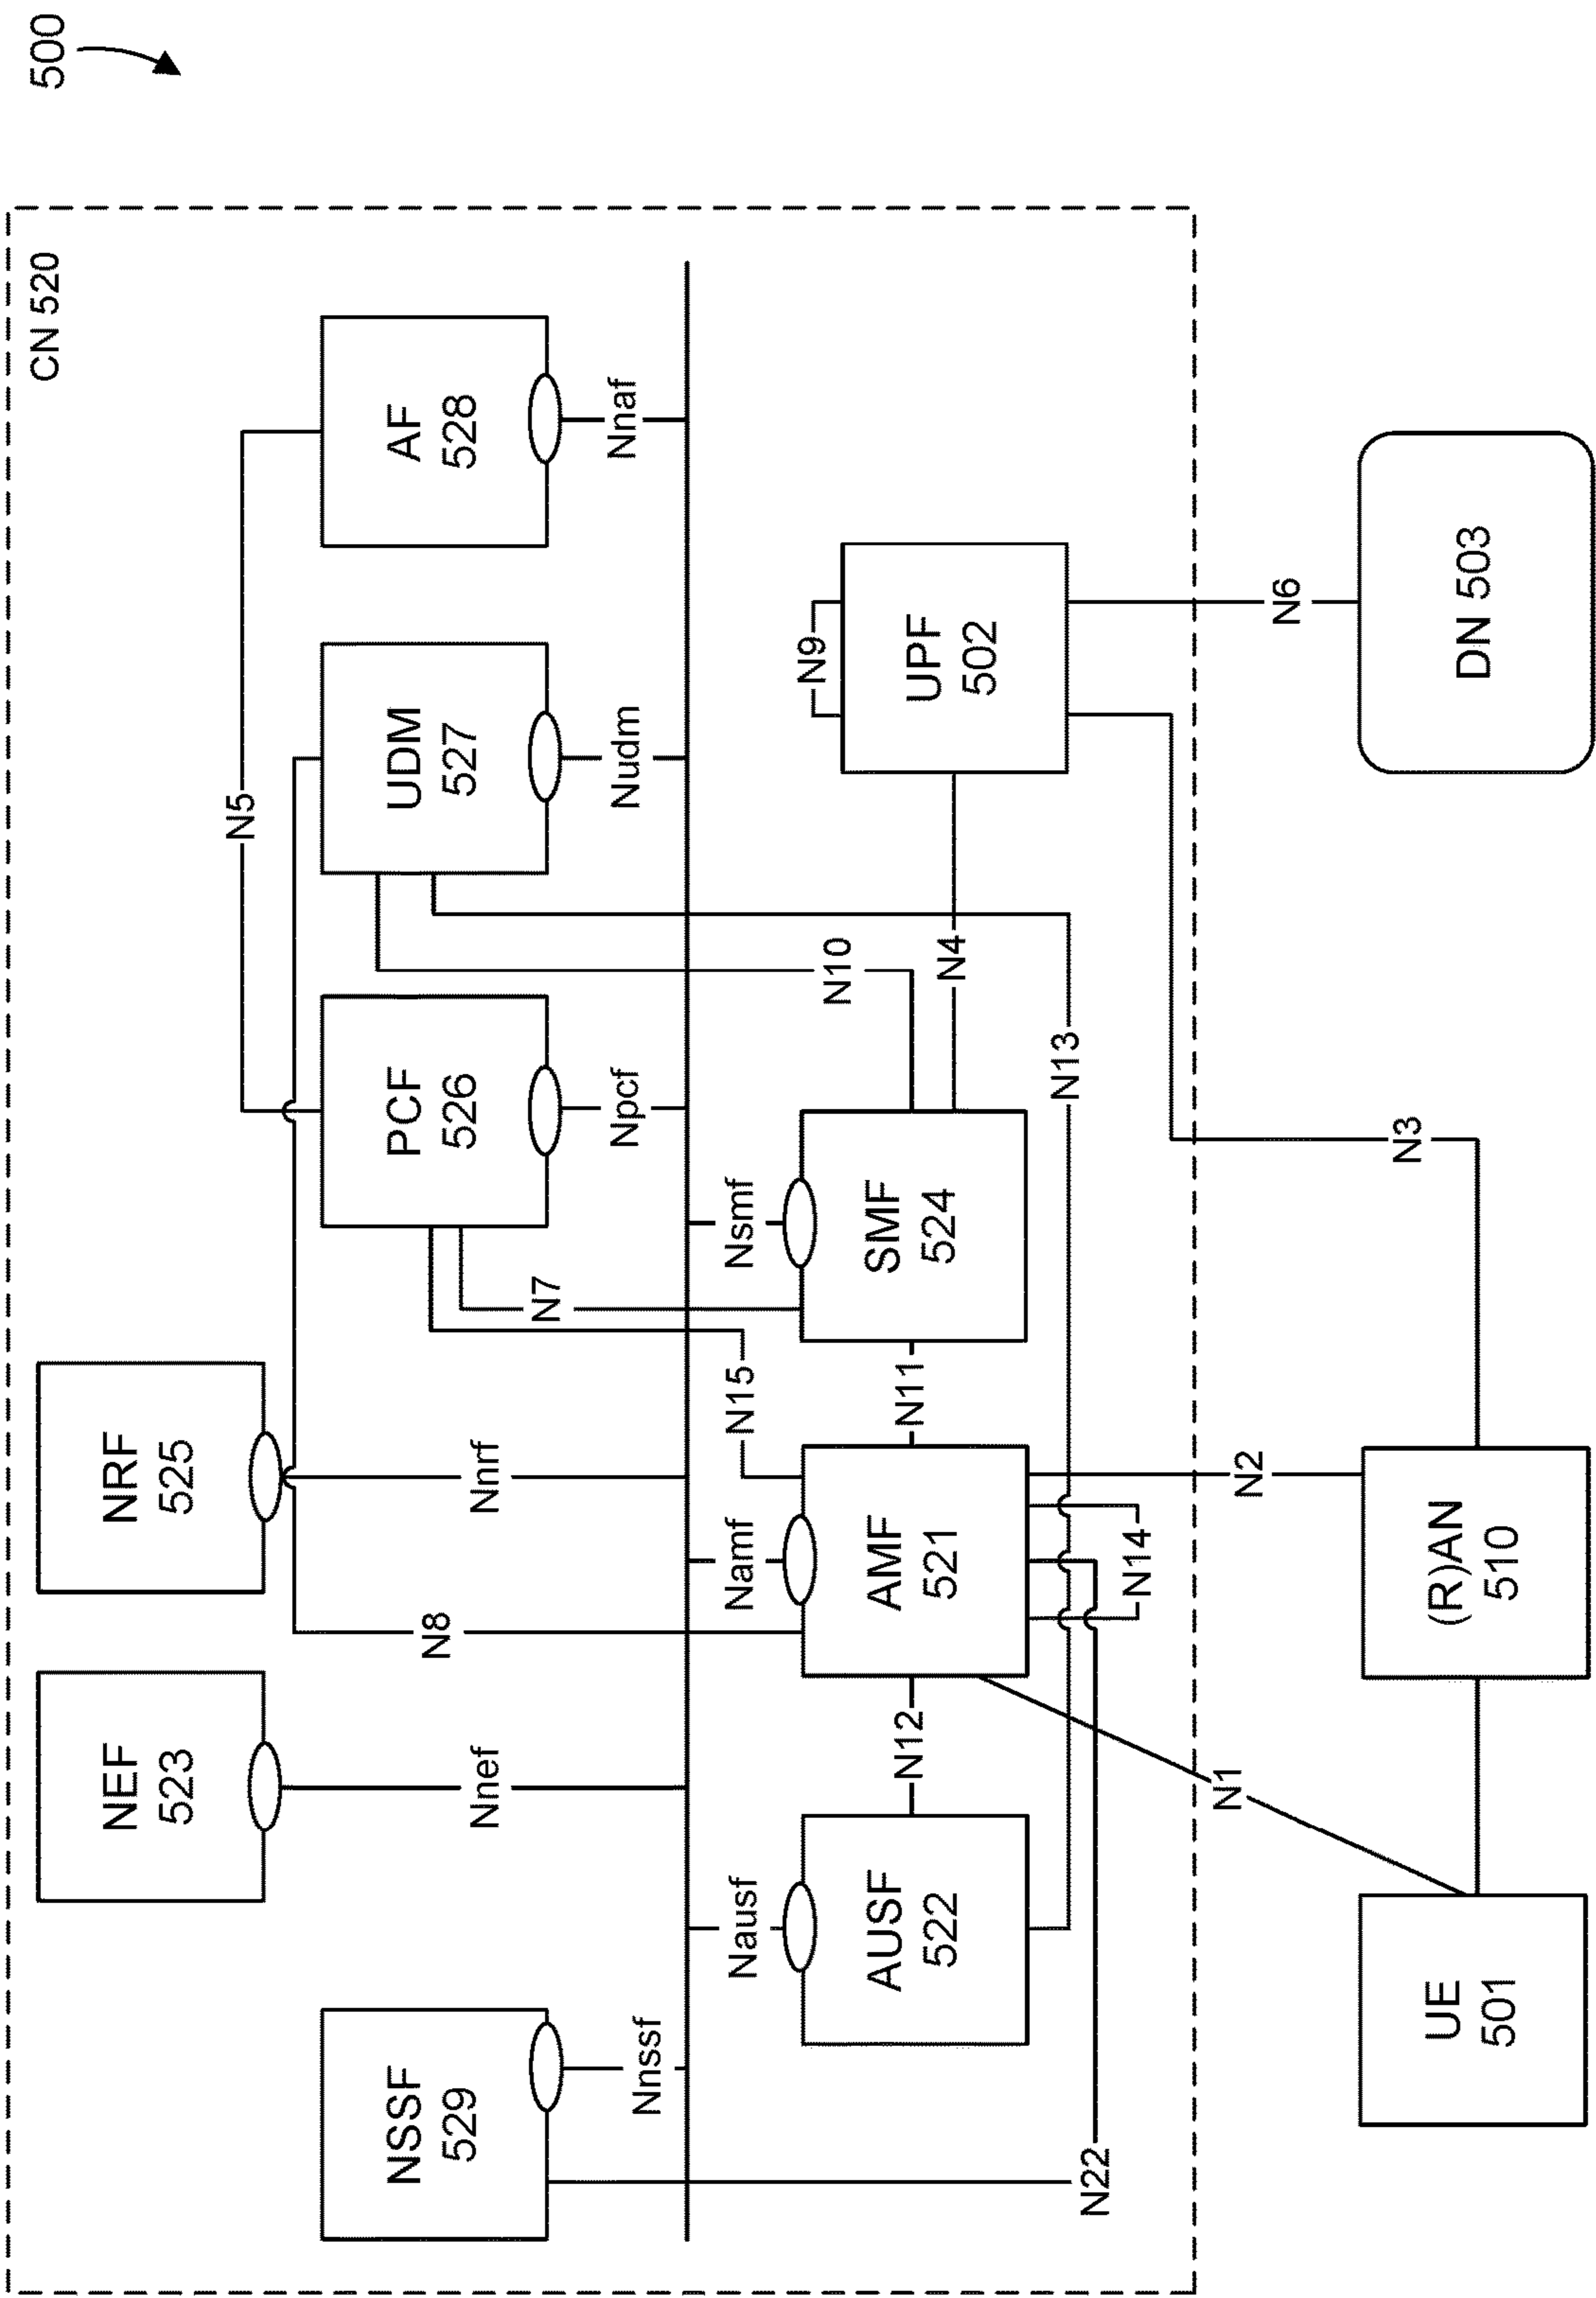 500
CN 520
NSSF
529
NEF
523
NRF
525
PCF
526
UDM
527
AF
528
N5
N8
Nnssf
Nnef
Nnrf
N7
Npcf
Nudm
Nnaf
Nausf
Namf
N15
Nsmf
N10
N9
AUSF
522
N12
AMF
521
N11
SMF
524
N4
UPF
502
N22
N14
N13
N1
N2
N3
N6
UE
501
(R)AN
510
DN 503